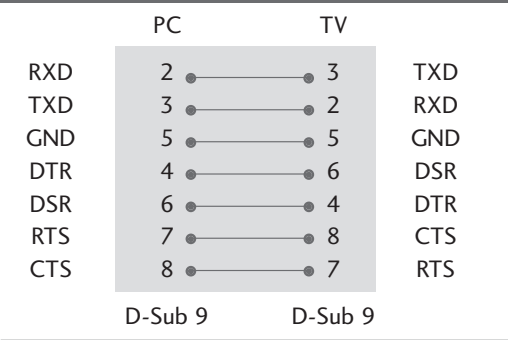 PC TV
RXD 2 3 TXD
TXD 3 2 RXD
GND 5 5 GND
DTR 4 6 DSR
DSR 6 4 DTR
RTS 7 8 CTS
CTS 8 7 RTS
D-Sub 9 D-Sub 9